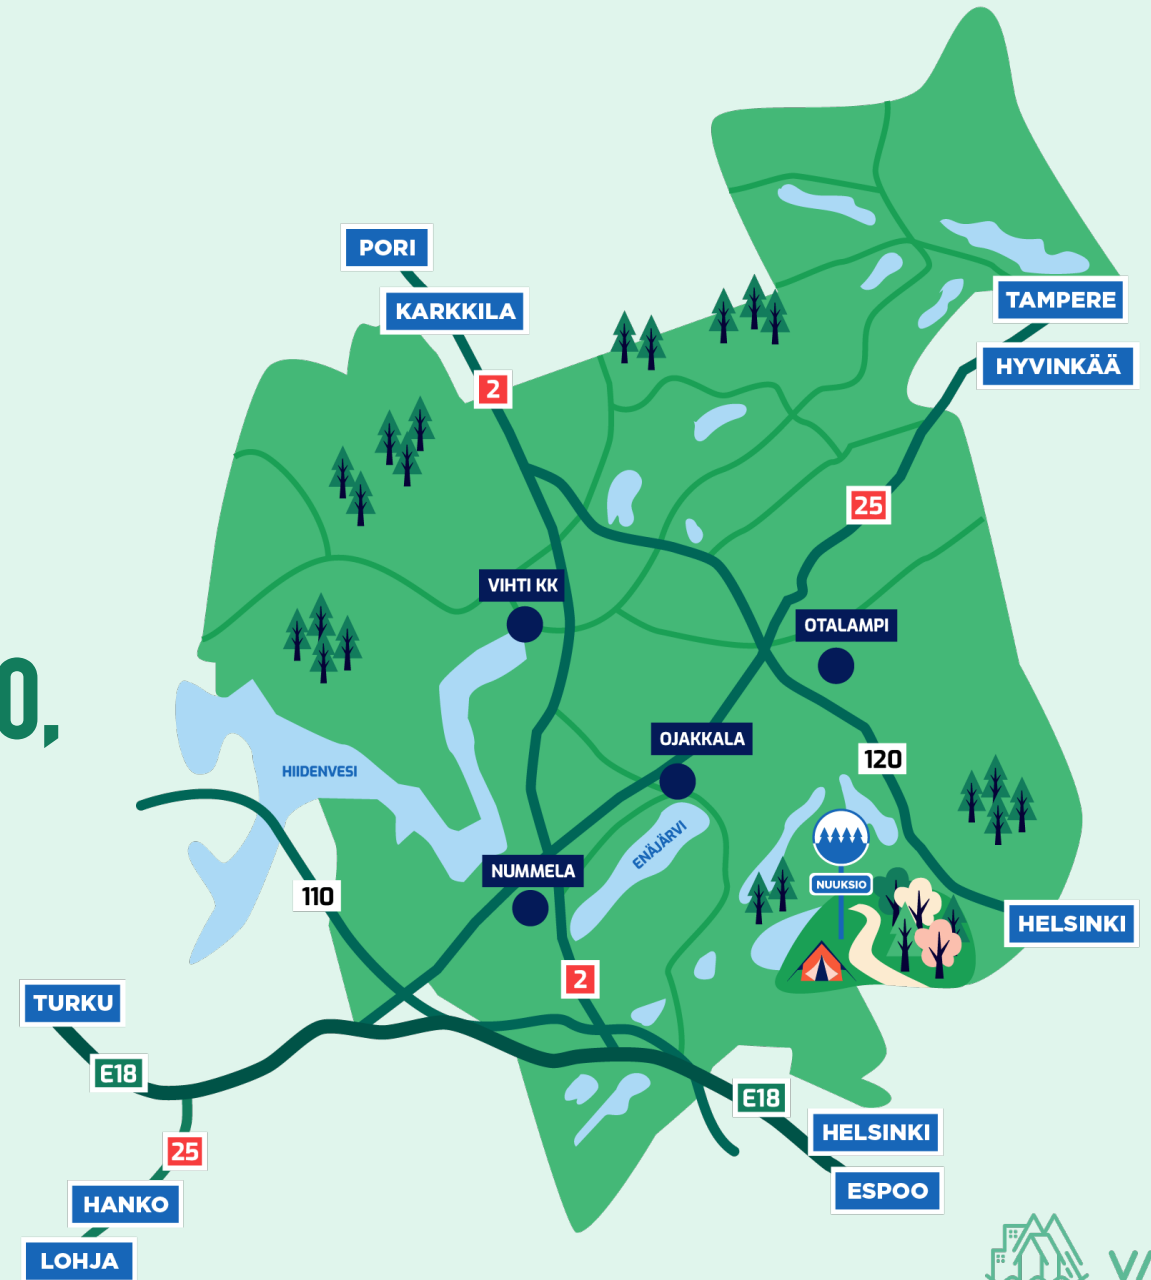 PORI
KARKKILA
TAMPERE
HYVINKÄÄ
2
25
VIHTI KK
OTALAMPI
0,
OJAKKALA
120
HIIDENVESI
ENÄJÄRVI
NUMMELA
NUUKSIO
110
HELSINKI
2
TURKU
E18
E18
HELSINKI
25
ESPOO
HANKO
LOHJA